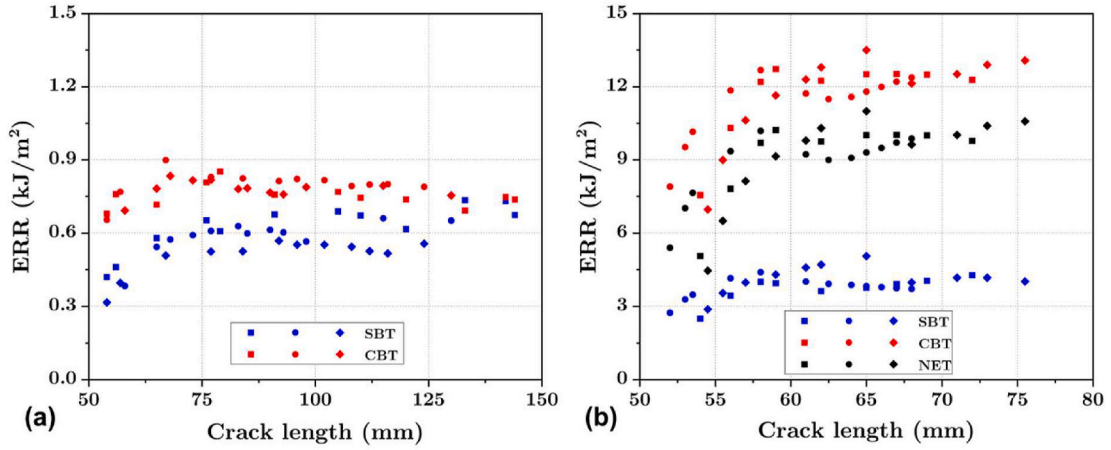 1.5
1.2
0.9
0.6
0.3
0.0
ERR (kJ/m²)
SBT
CBT
50 75 100 125 150
Crack length (mm)
(a)
15
12
9
6
3
0
ERR (kJ/m²)
SBT
CBT
NET
50 55 60 65 70 75 80
Crack length (mm)
(b)